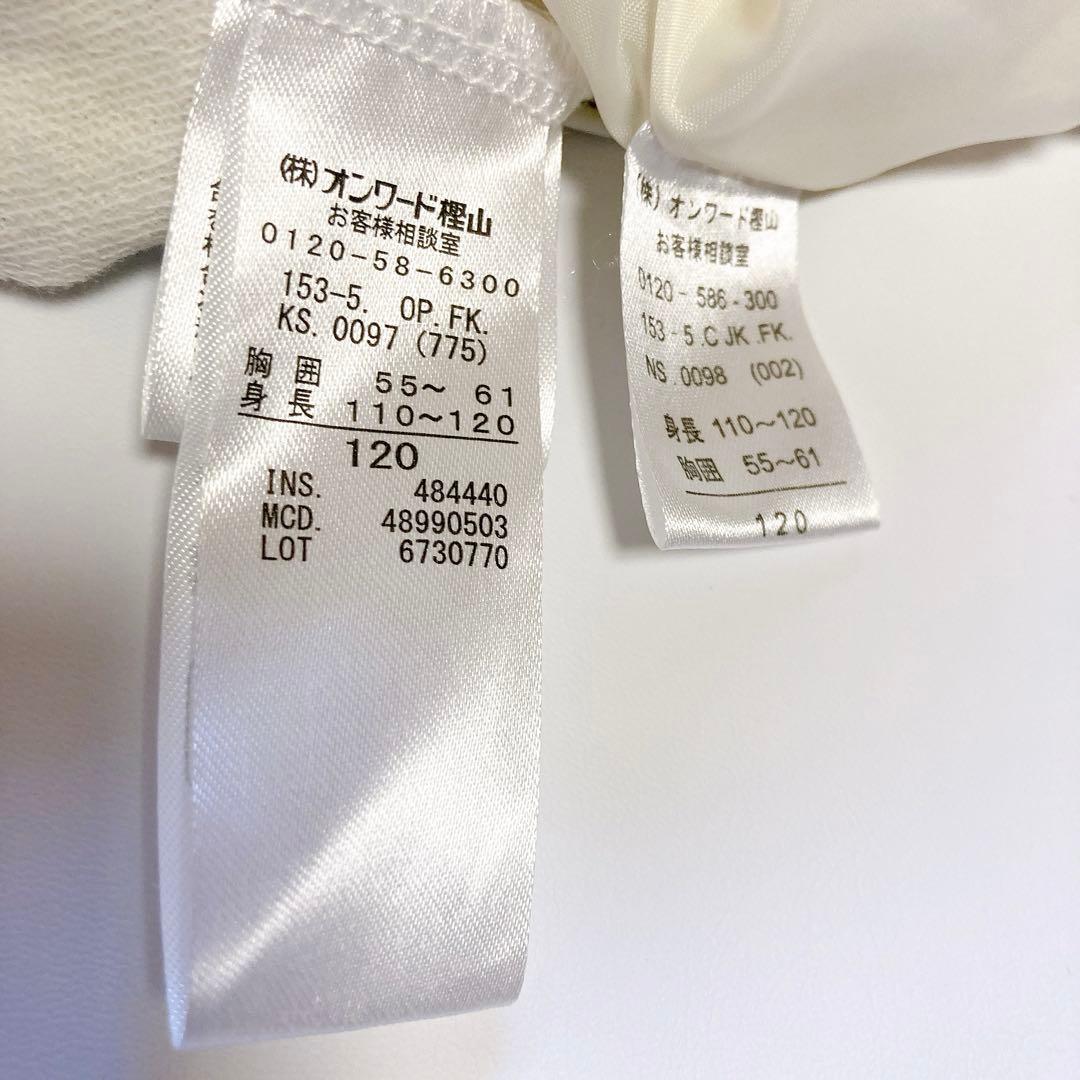 (株)オンワード樫山
お客様相談室
0120-58-6300
153-5. OP.FK.
KS.0097 (775)
胸囲 55～ 61
身長 110～120
120
INS. 484440
MCD. 48990503
LOT 6730770
(株)オンワード樫山
お客様相談室
0120-586-300
153-5.C JK.FK.
NS.0098 (002)
身長 110～120
胸囲 55～61
120